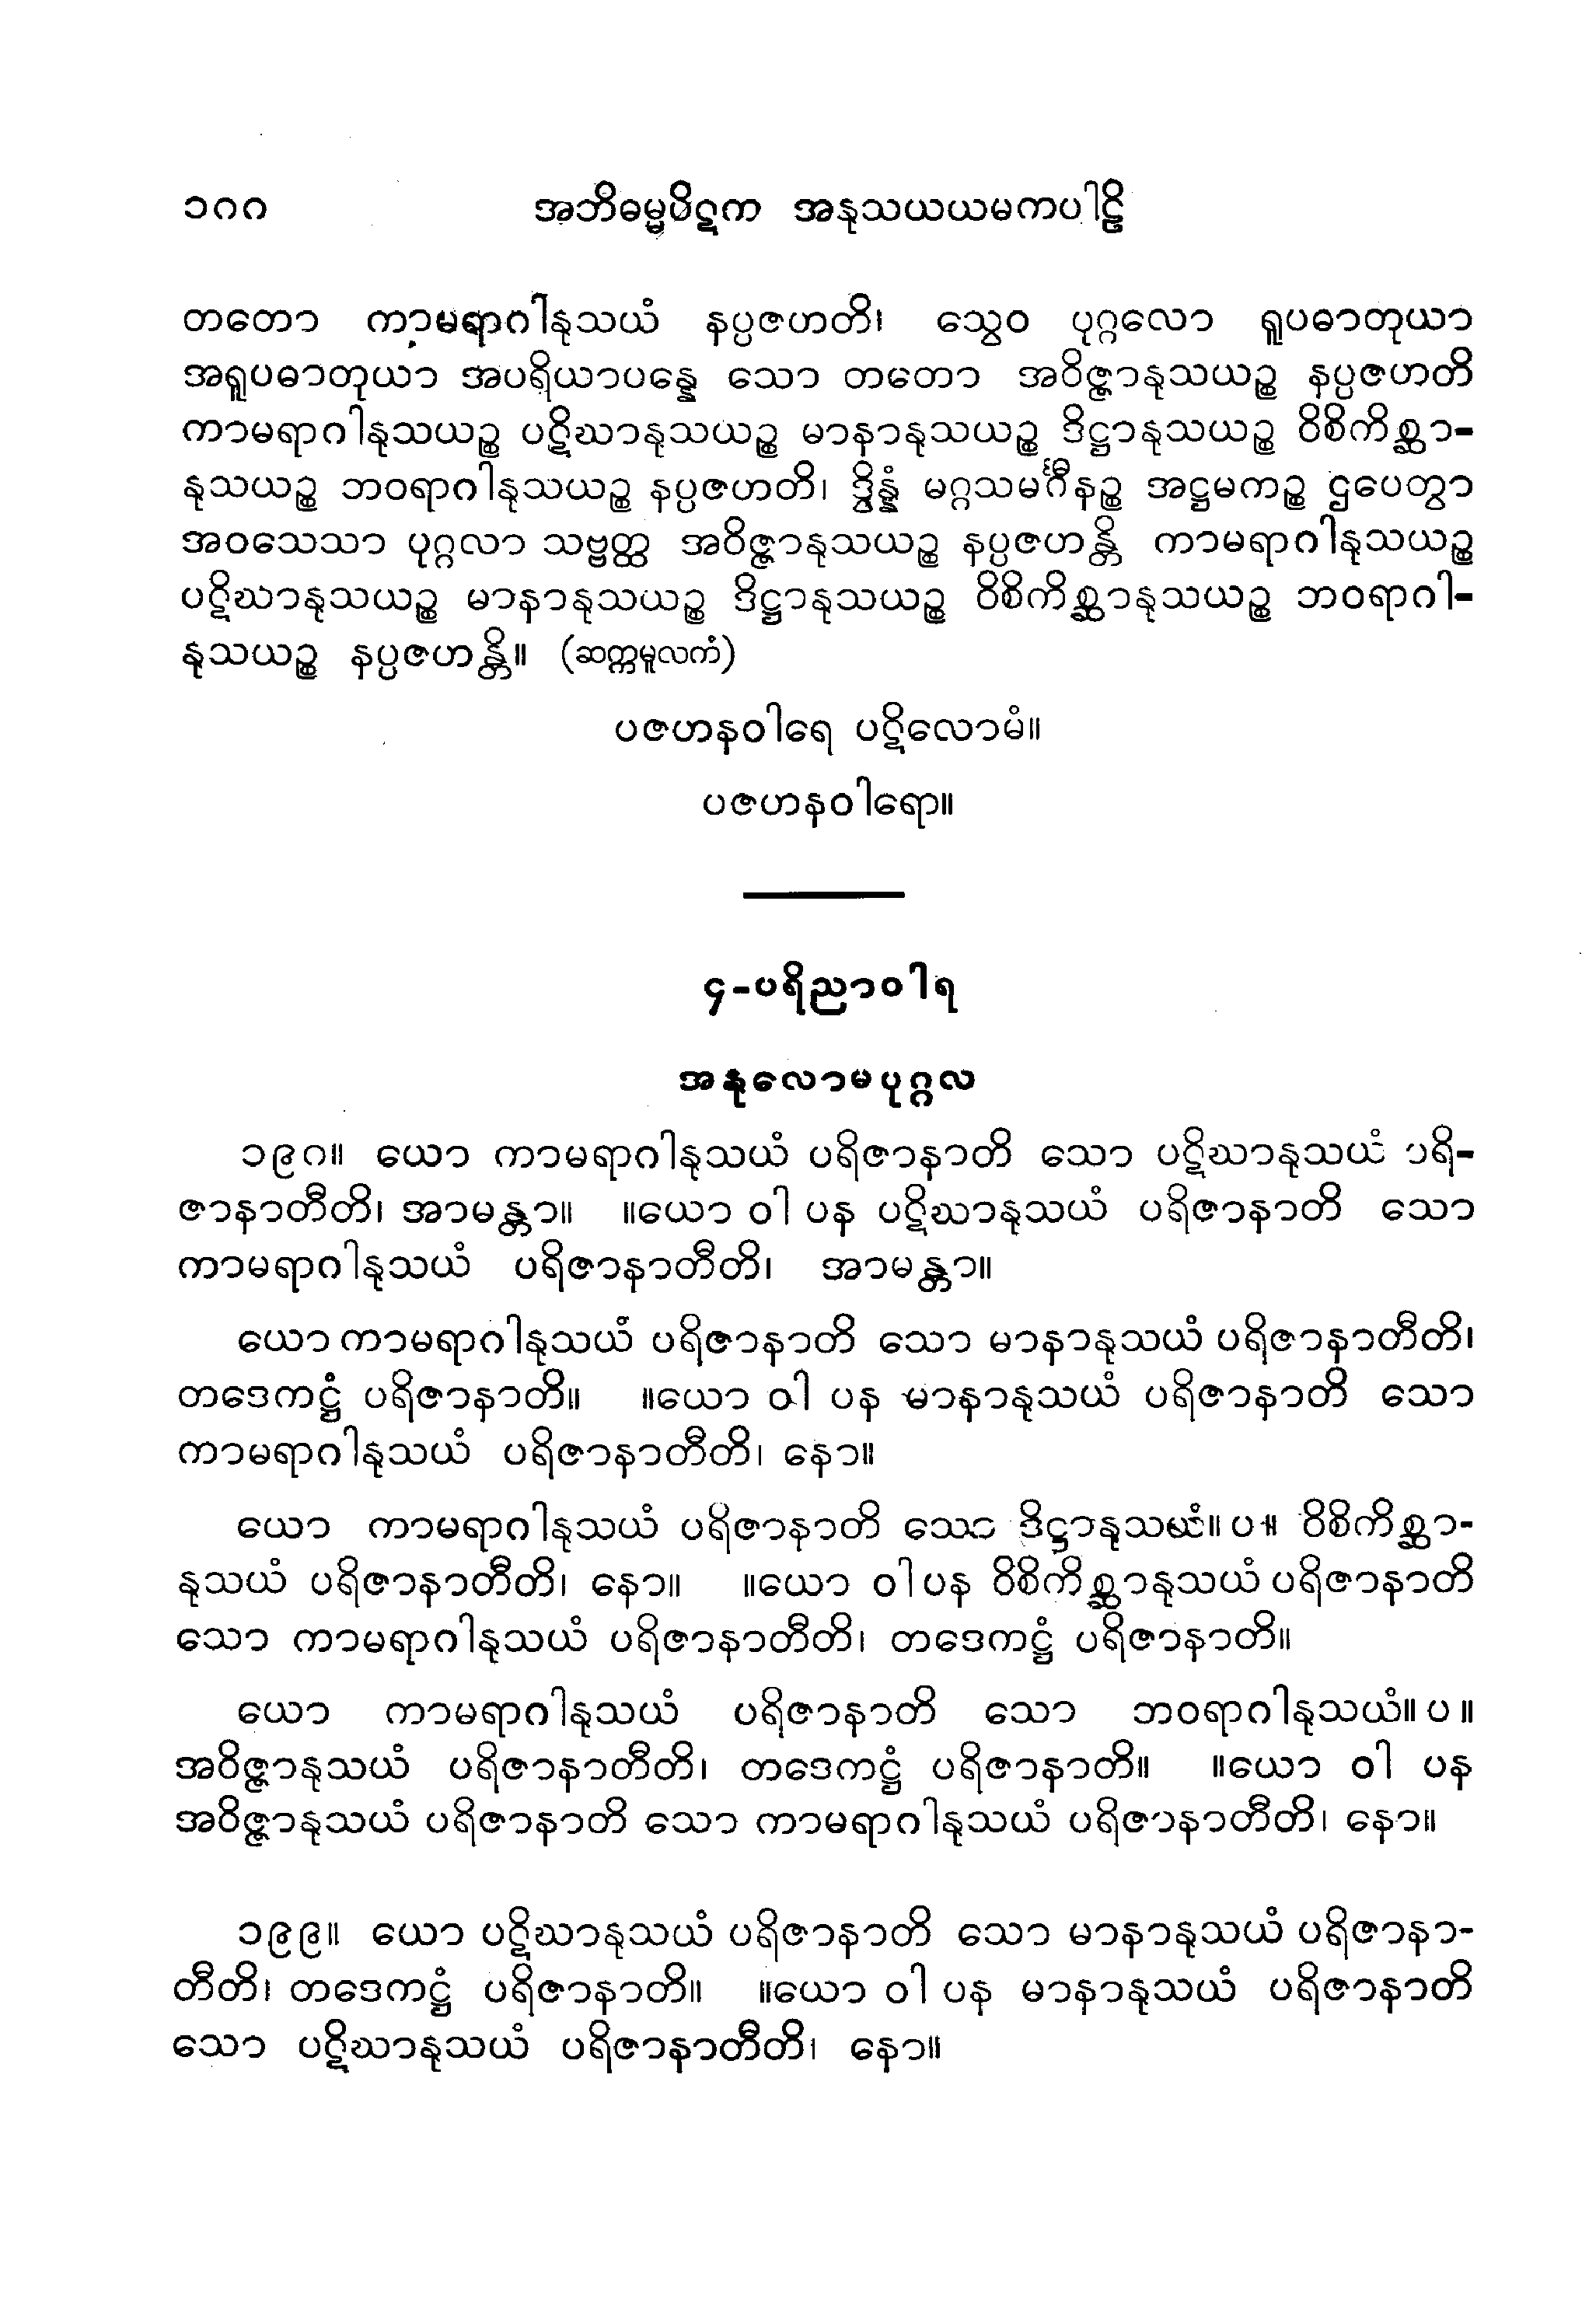 ၁၈၈ အဘိဓမ္မပိဋက အနုသယယမကပါဠိ
တတော ကာမရာဂါနုသယံ နပ္ပဇဟတိ၊ သွေဝ ပုဂ္ဂလော ရူပဓာတုယာ
အရူပဓာတုယာ အပရိယာပန္နေ သော တတော အဝိဇ္ဇာနုသယဉ္စ နပ္ပဇဟတိ
ကာမရာဂါနုသယဉ္စ ပဋိဃာနုသယဉ္စ မာနာနုသယဉ္စ ဒိဋ္ဌာနုသယဉ္စ ဝိစိကိစ္ဆာ-
နုသယဉ္စ ဘဝရာဂါနုသယဉ္စ နပ္ပဇဟတိ၊ ဒွိန္နံ မဂ္ဂသမင်္ဂီနဉ္စ အဋ္ဌမကဉ္စ ဌပေတွာ
အဝသေသာ ပုဂ္ဂလာ သဗ္ဗတ္ထ အဝိဇ္ဇာနုသယဉ္စ နပ္ပဇဟန္တိ ကာမရာဂါနုသယဉ္စ
ပဋိဃာနုသယဉ္စ မာနာနုသယဉ္စ ဒိဋ္ဌာနုသယဉ္စ ဝိစိကိစ္ဆာနုသယဉ္စ ဘဝရာဂါ-
နုသယဉ္စ နပ္ပဇဟန္တိ။ (ဆက္ကမူလကံ)
ပဇဟနဝါရေ ပဋိလောမံ။
ပဇဟနဝါရော။
၄-ပရိညာဝါရ
အနုလောမပုဂ္ဂလ
၁၉၈။ ယော ကာမရာဂါနုသယံ ပရိဇာနာတိ သော ပဋိဃာနုသယံ ပရိ-
ဇာနာတီတိ၊ အာမန္တာ။ ။ယော ဝါ ပန ပဋိဃာနုသယံ ပရိဇာနာတိ သော
ကာမရာဂါနုသယံ ပရိဇာနာတီတိ၊ အာမန္တာ။
ယော ကာမရာဂါနုသယံ ပရိဇာနာတိ သော မာနာနုသယံ ပရိဇာနာတီတိ၊
တဒေကဋ္ဌံ ပရိဇာနာတိ။ ။ယော ဝါ ပန မာနာနုသယံ ပရိဇာနာတိ သော
ကာမရာဂါနုသယံ ပရိဇာနာတီတိ၊ နော။
ယော ကာမရာဂါနုသယံ ပရိဇာနာတိ သော ဒိဋ္ဌာနုသယံ။ ပ။ ဝိစိကိစ္ဆာ-
နုသယံ ပရိဇာနာတီတိ၊ နော။ ။ယော ဝါ ပန ဝိစိကိစ္ဆာနုသယံ ပရိဇာနာတိ
သော ကာမရာဂါနုသယံ ပရိဇာနာတီတိ၊ တဒေကဋ္ဌံ ပရိဇာနာတိ။
ယော ကာမရာဂါနုသယံ ပရိဇာနာတိ သော ဘဝရာဂါနုသယံ။ ပ ။
အဝိဇ္ဇာနုသယံ ပရိဇာနာတီတိ၊ တဒေကဋ္ဌံ ပရိဇာနာတိ။ ။ယော ဝါ ပန
အဝိဇ္ဇာနုသယံ ပရိဇာနာတိ သော ကာမရာဂါနုသယံ ပရိဇာနာတီတိ၊ နော။
၁၉၉။ ယော ပဋိဃာနုသယံ ပရိဇာနာတိ သော မာနာနုသယံ ပရိဇာနာ-
တီတိ၊ တဒေကဋ္ဌံ ပရိဇာနာတိ။ ။ယော ဝါ ပန မာနာနုသယံ ပရိဇာနာတိ
သော ပဋိဃာနုသယံ ပရိဇာနာတီတိ၊ နော။